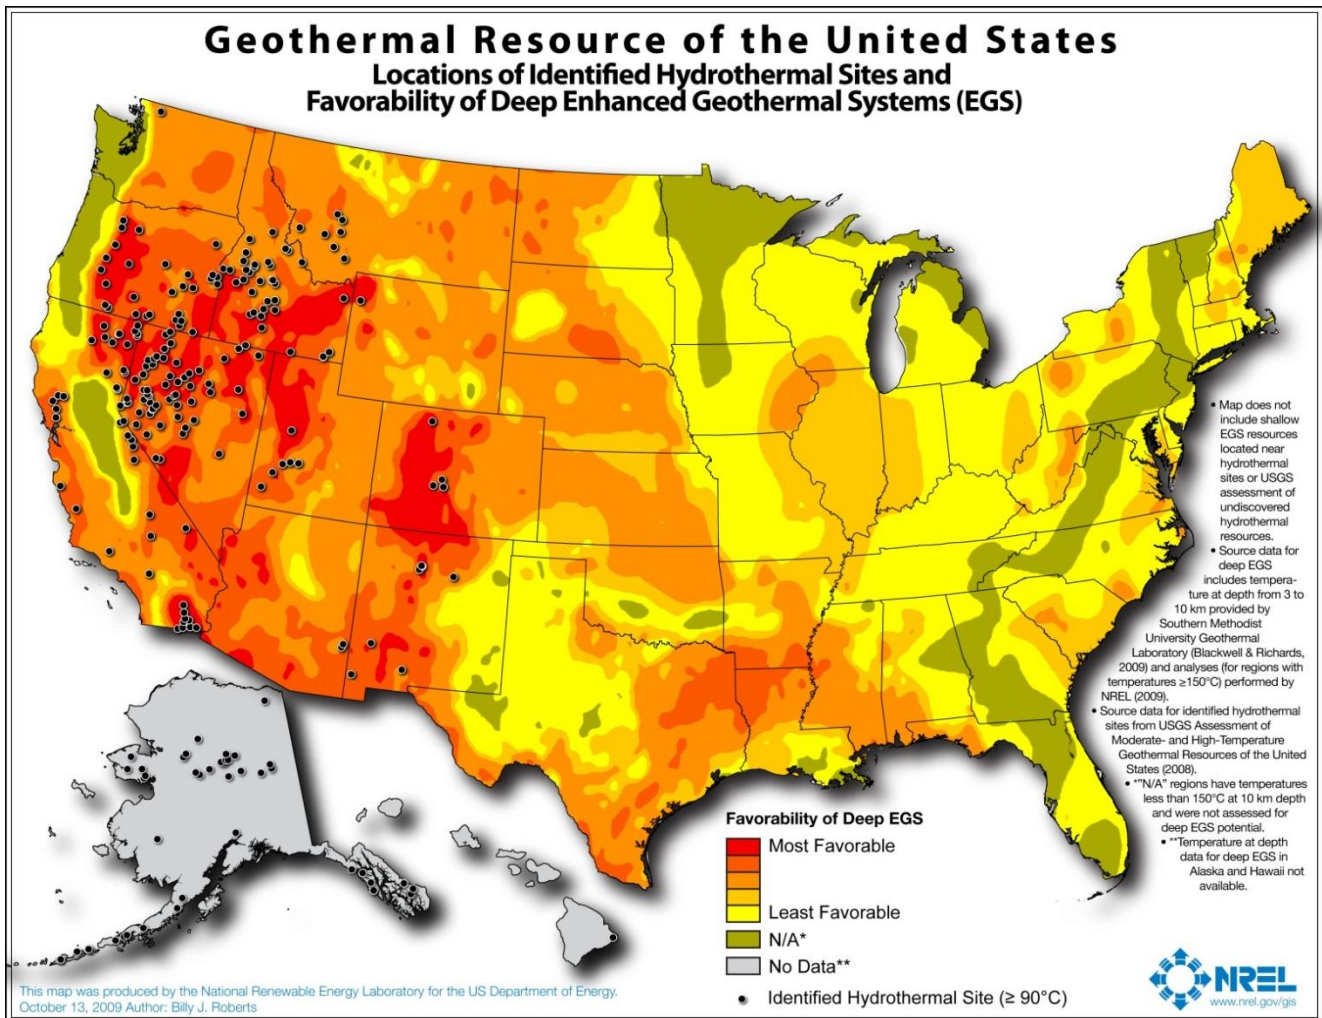 Geothermal Resource of the United States
Locations of Identified Hydrothermal Sites and
Favorability of Deep Enhanced Geothermal Systems (EGS)
• Map does not
include shallow
EGS resources
located near
hydrothermal
sites or USGS
assessment of
undiscovered
hydrothermal
resources.
• Source data for
deep EGS
includes tempera-
ture at depth from 3 to
10 km provided by
Southern Methodist
University Geothermal
Laboratory (Blackwell & Richards,
2009) and analyses (for regions with
temperatures ≥150°C) performed by
NREL (2009).
• Source data for identified hydrothermal
sites from USGS Assessment of
Moderate- and High-Temperature
Geothermal Resources of the United
States (2008).
• *"N/A" regions have temperatures
less than 150°C at 10 km depth
and were not assessed for
deep EGS potential.
• **Temperature at depth
data for deep EGS in
Alaska and Hawaii not
available.
Favorability of Deep EGS
Most Favorable
Least Favorable
N/A*
No Data**
Identified Hydrothermal Site (≥ 90°C)
This map was produced by the National Renewable Energy Laboratory for the US Department of Energy.
October 13, 2009 Author: Billy J. Roberts
NREL
www.nrel.gov/gis